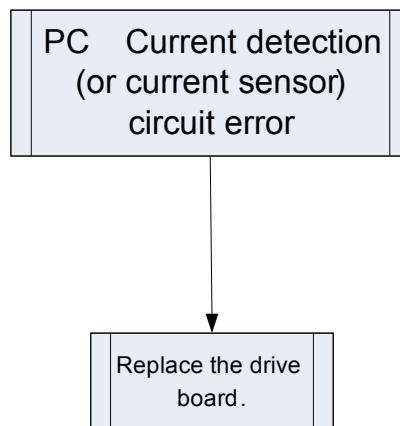 PC Current detection
(or current sensor)
circuit error
Replace the drive
board.